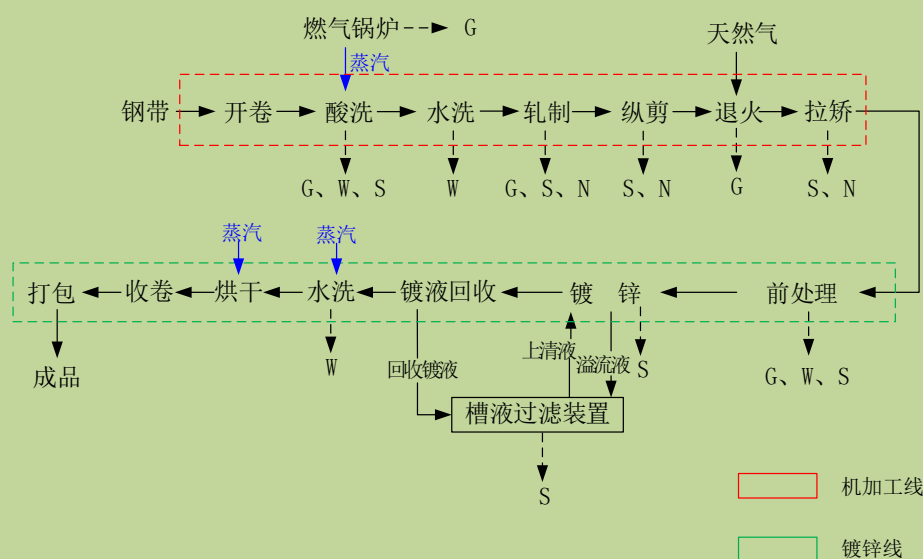 燃气锅炉 G
天然气
蒸汽
钢带 开卷 酸洗 水洗 轧制 纵剪 退火 拉矫
G、W、S W G、S、N S、N G S、N
蒸汽 蒸汽
打包 收卷 烘干 水洗 镀液回收 镀 锌 前处理
上清液 溢流液
W 回收镀液 S
成品 G、W、S
槽液过滤装置
S
机加工线
镀锌线